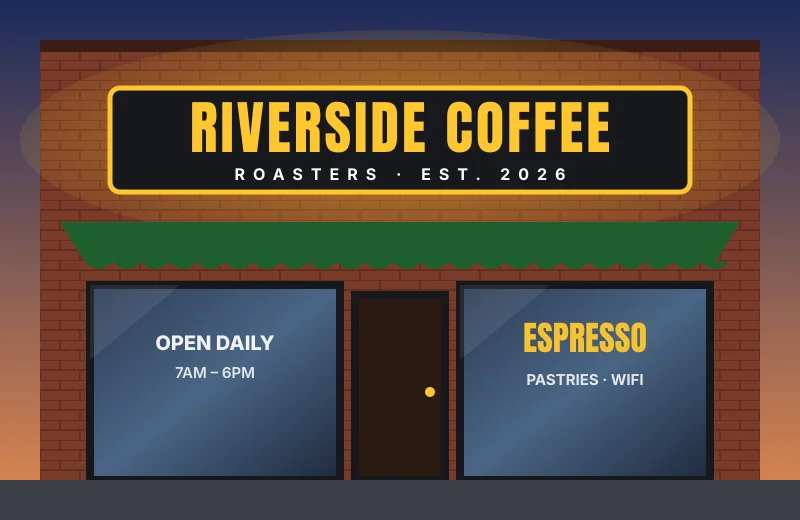 RIVERSIDE COFFEE
ROASTERS · EST. 2026
OPEN DAILY
7AM – 6PM
ESPRESSO
PASTRIES · WIFI